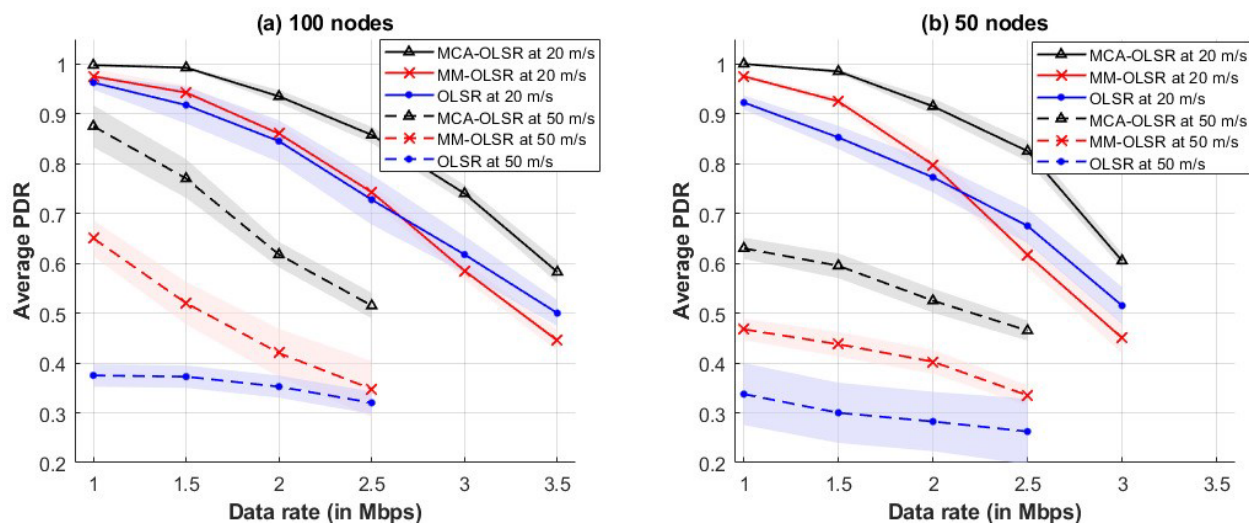 (a) 100 nodes
MCA-OLSR at 20 m/s
MM-OLSR at 20 m/s
OLSR at 20 m/s
MCA-OLSR at 50 m/s
MM-OLSR at 50 m/s
OLSR at 50 m/s
Average PDR
1
0.9
0.8
0.7
0.6
0.5
0.4
0.3
0.2
1 1.5 2 2.5 3 3.5
Data rate (in Mbps)
(b) 50 nodes
MCA-OLSR at 20 m/s
MM-OLSR at 20 m/s
OLSR at 20 m/s
MCA-OLSR at 50 m/s
MM-OLSR at 50 m/s
OLSR at 50 m/s
Average PDR
1
0.9
0.8
0.7
0.6
0.5
0.4
0.3
0.2
1 1.5 2 2.5 3 3.5
Data rate (in Mbps)